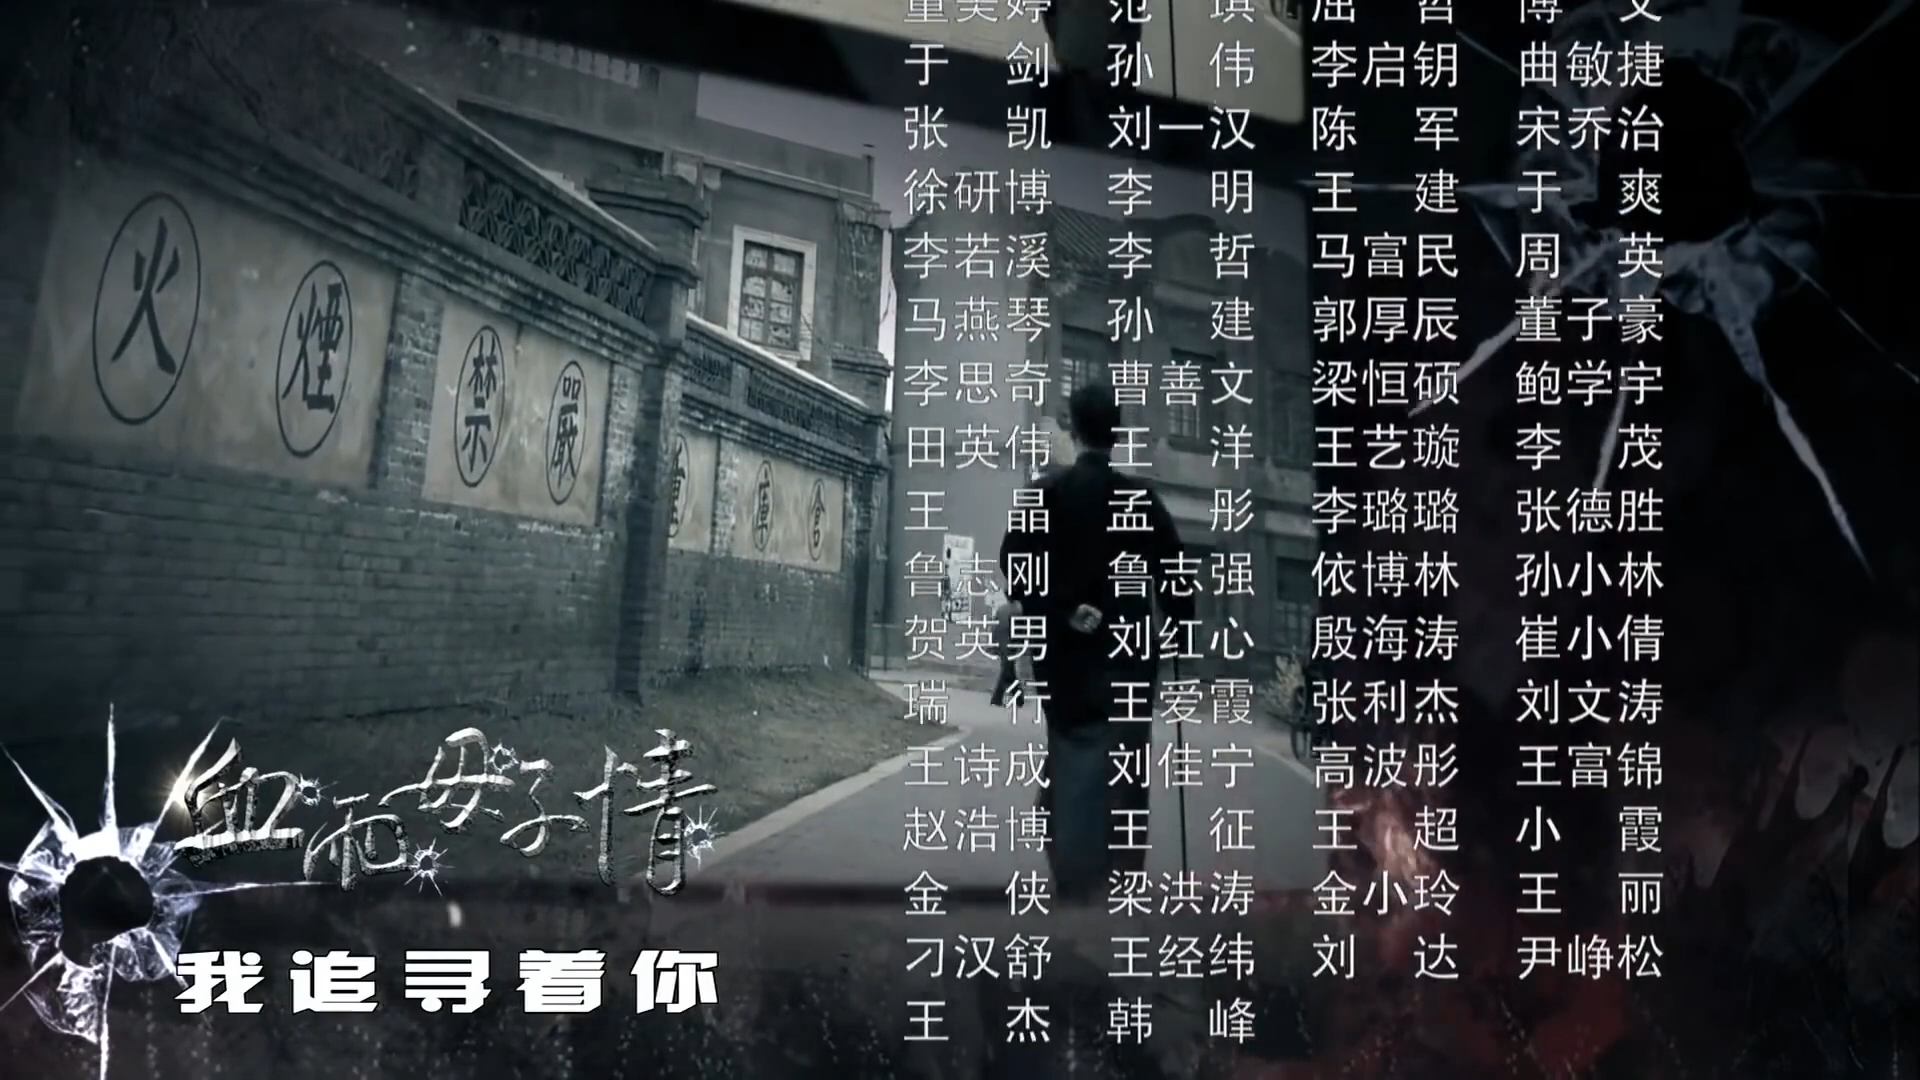 于剑 孙伟 李启钥 曲敏捷
张凯 刘一汉 陈军 宋乔治
徐研博 李明 王建 于爽
李若溪 李哲 马富民 周英
马燕琴 孙建 郭厚辰 董子豪
李思奇 曹善文 梁恒硕 鲍学宇
田英伟 王洋 王艺璇 李茂
王晶 孟彤 李璐璐 张德胜
鲁志刚 鲁志强 依博林 孙小林
贺英男 刘红心 殷海涛 崔小倩
瑞行 王爱霞 张利杰 刘文涛
王诗成 刘佳宁 高波彤 王富锦
赵浩博 王征 王超 小霞
金侠 梁洪涛 金小玲 王丽
刁汉舒 王经纬 刘达 尹峥松
王杰 韩峰
火煙禁嚴
重庫倉
血雨母子情
我追寻着你